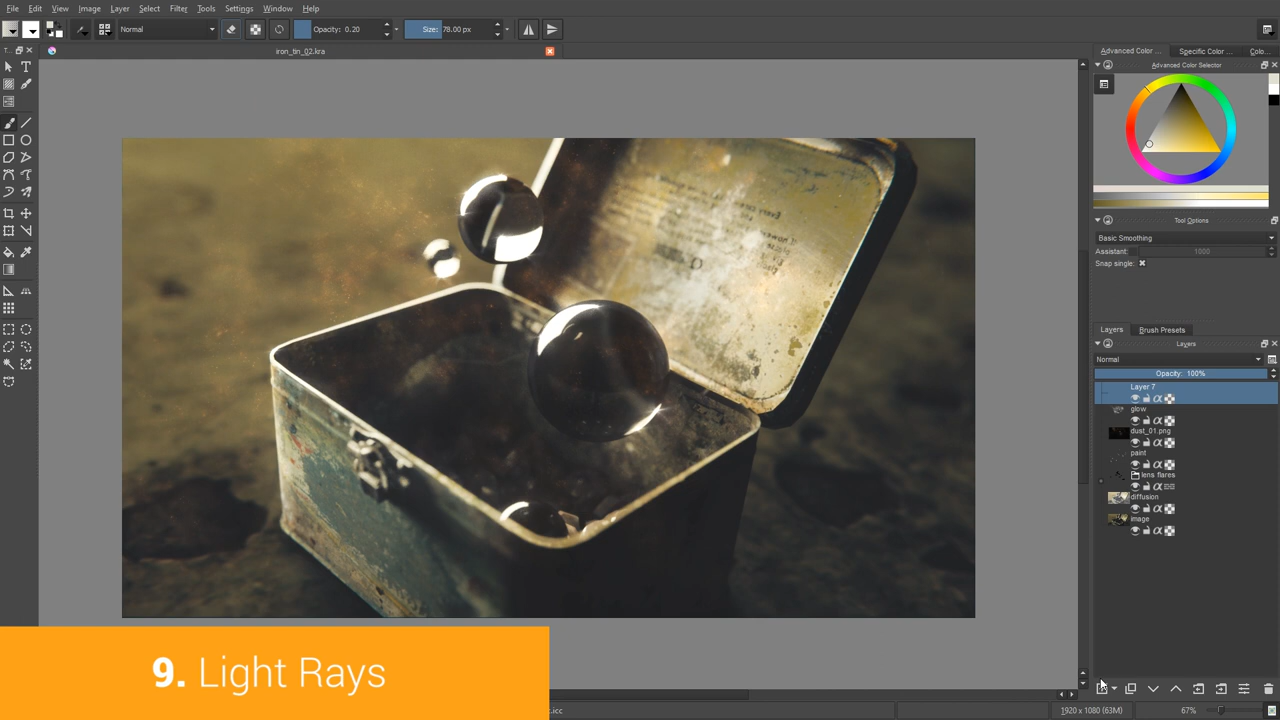 File Edit View Image Layer Select Filter Tools Settings Window Help
Normal
Opacity: 0.20
Size: 78.00 px
T...
iron_tin_02.kra
Advanced Color ...
Specific Color ...
Colo...
Advanced Color Selector
Tool Options
Basic Smoothing
Assistant:
1000
Snap single:
Layers
Brush Presets
Layers
Normal
Opacity: 100%
Layer 7
glow
dust_01.png
paint
lens flares
diffusion
image
9. Light Rays
.icc
1920 x 1080 (63M)
67%